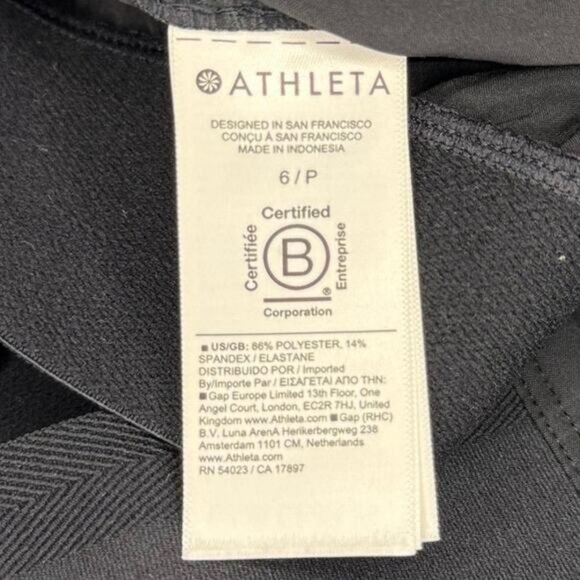 ATHLETA
DESIGNED IN SAN FRANCISCO
CONÇU À SAN FRANCISCO
MADE IN INDONESIA
6 / P
Certified
Certifiée
B
Entreprise
®
Corporation
■ US/GB: 86% POLYESTER, 14%
SPANDEX / ELASTANE
DISTRIBUIDO POR / Imported
By/Importe Par / ΕΙΣΑΓΕΤΑΙ ΑΠΟ ΤΗΝ:
■ Gap Europe Limited 13th Floor, One
Angel Court, London, EC2R 7HJ, United
Kingdom www.Athleta.com ■ Gap (RHC)
B.V. Luna ArenA Herikerbergweg 238
Amsterdam 1101 CM, Netherlands
www.Athleta.com
RN 54023 / CA 17897